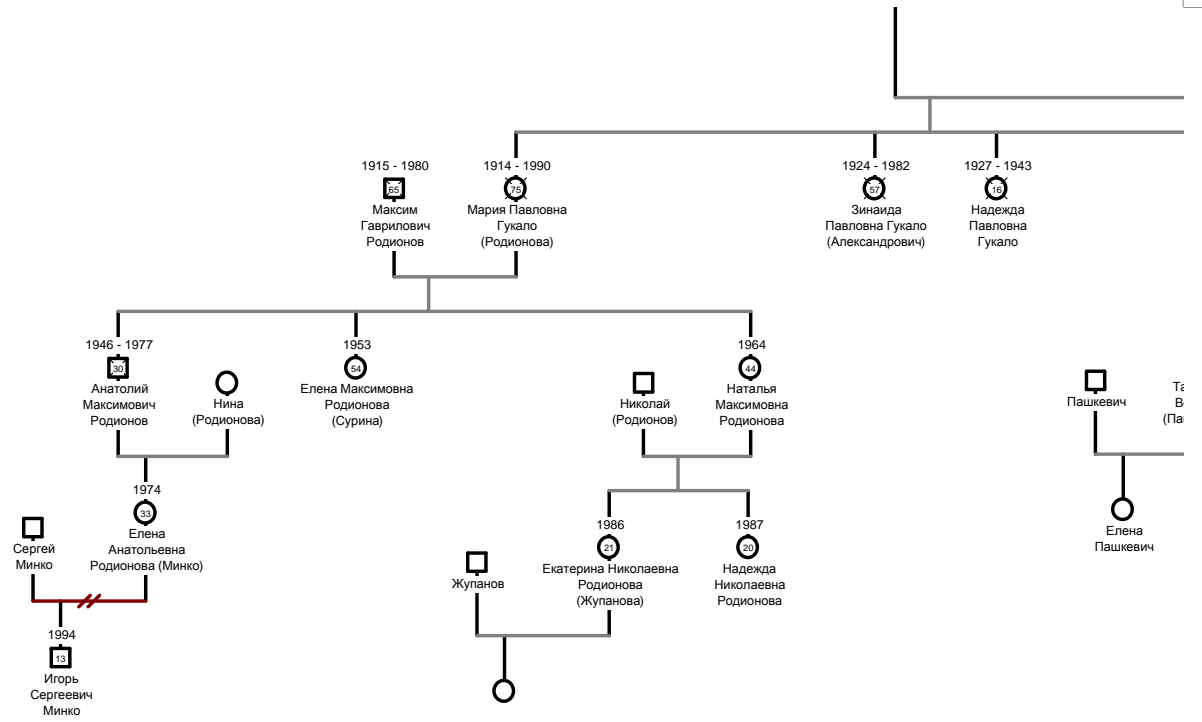 1915 - 1980
65
Максим
Гаврилович
Родионов
1914 - 1990
75
Мария Павловна
Гукало
(Родионова)
1924 - 1982
57
Зинаида
Павловна Гукало
(Александрович)
1927 - 1943
16
Надежда
Павловна
Гукало
1946 - 1977
30
Анатолий
Максимович
Родионов
Нина
(Родионова)
1953
54
Елена Максимовна
Родионова
(Сурина)
Николай
(Родионов)
1964
44
Наталья
Максимовна
Родионова
Пашкевич
Сергей
Минко
1974
33
Елена
Анатольевна
Родионова (Минко)
Жупанов
1986
21
Екатерина Николаевна
Родионова
(Жупанова)
1987
20
Надежда
Николаевна
Родионова
Елена
Пашкевич
1994
13
Игорь
Сергеевич
Минко